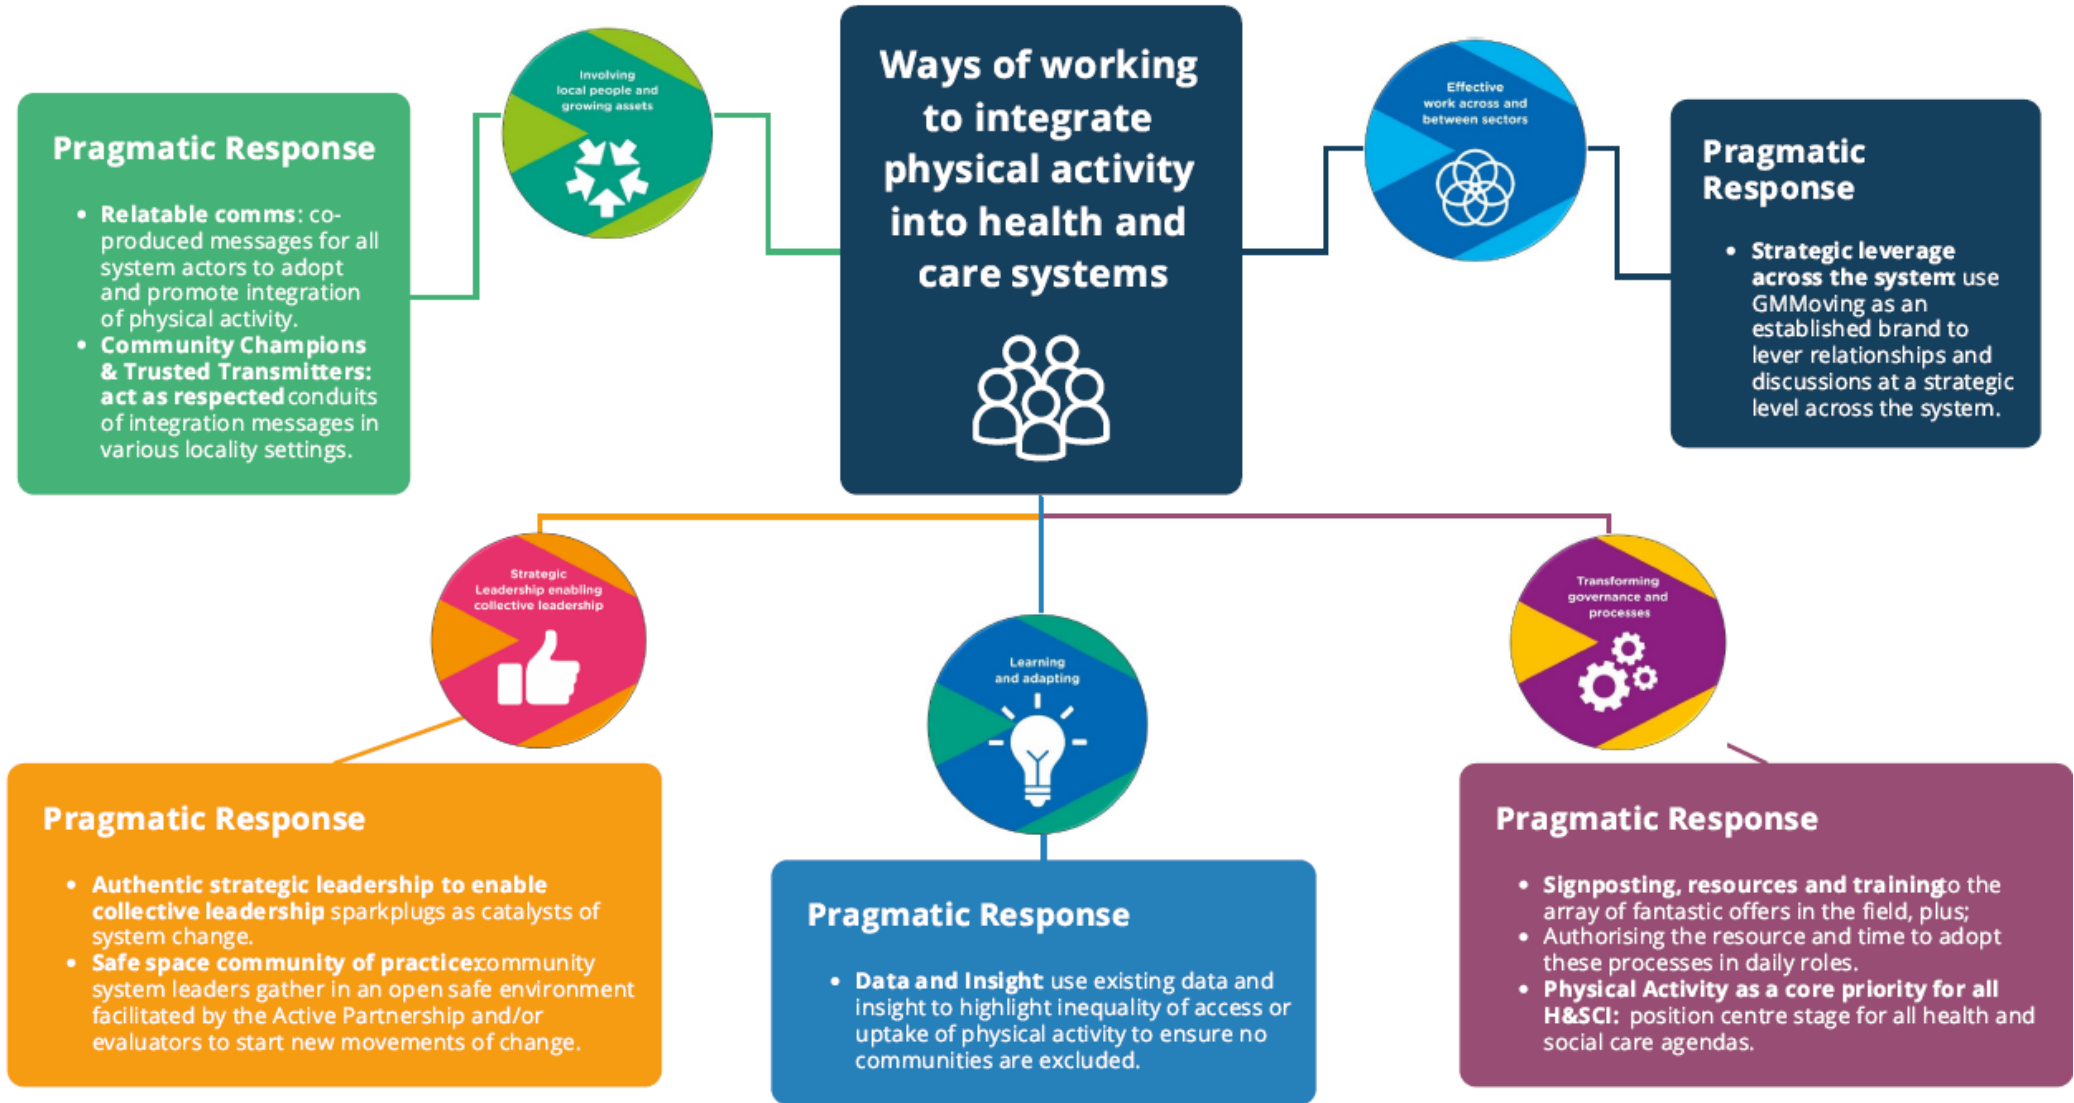 Ways of working
to integrate
physical activity
into health and
care systems
Involving
local people and
growing assets
Pragmatic Response
• Relatable comms: co-
produced messages for all
system actors to adopt
and promote integration
of physical activity.
• Community Champions
& Trusted Transmitters:
act as respected conduits
of integration messages in
various locality settings.
Effective
work across and
between sectors
Pragmatic
Response
• Strategic leverage
across the system: use
GMMoving as an
established brand to
lever relationships and
discussions at a strategic
level across the system.
Strategic
Leadership enabling
collective leadership
Pragmatic Response
• Authentic strategic leadership to enable
collective leadership: sparkplugs as catalysts of
system change.
• Safe space community of practice: community
system leaders gather in an open safe environment
facilitated by the Active Partnership and/or
evaluators to start new movements of change.
Learning
and adapting
Pragmatic Response
• Data and Insight: use existing data and
insight to highlight inequality of access or
uptake of physical activity to ensure no
communities are excluded.
Transforming
governance and
processes
Pragmatic Response
• Signposting, resources and training to the
array of fantastic offers in the field, plus;
• Authorising the resource and time to adopt
these processes in daily roles.
• Physical Activity as a core priority for all
H&SCI: position centre stage for all health and
social care agendas.